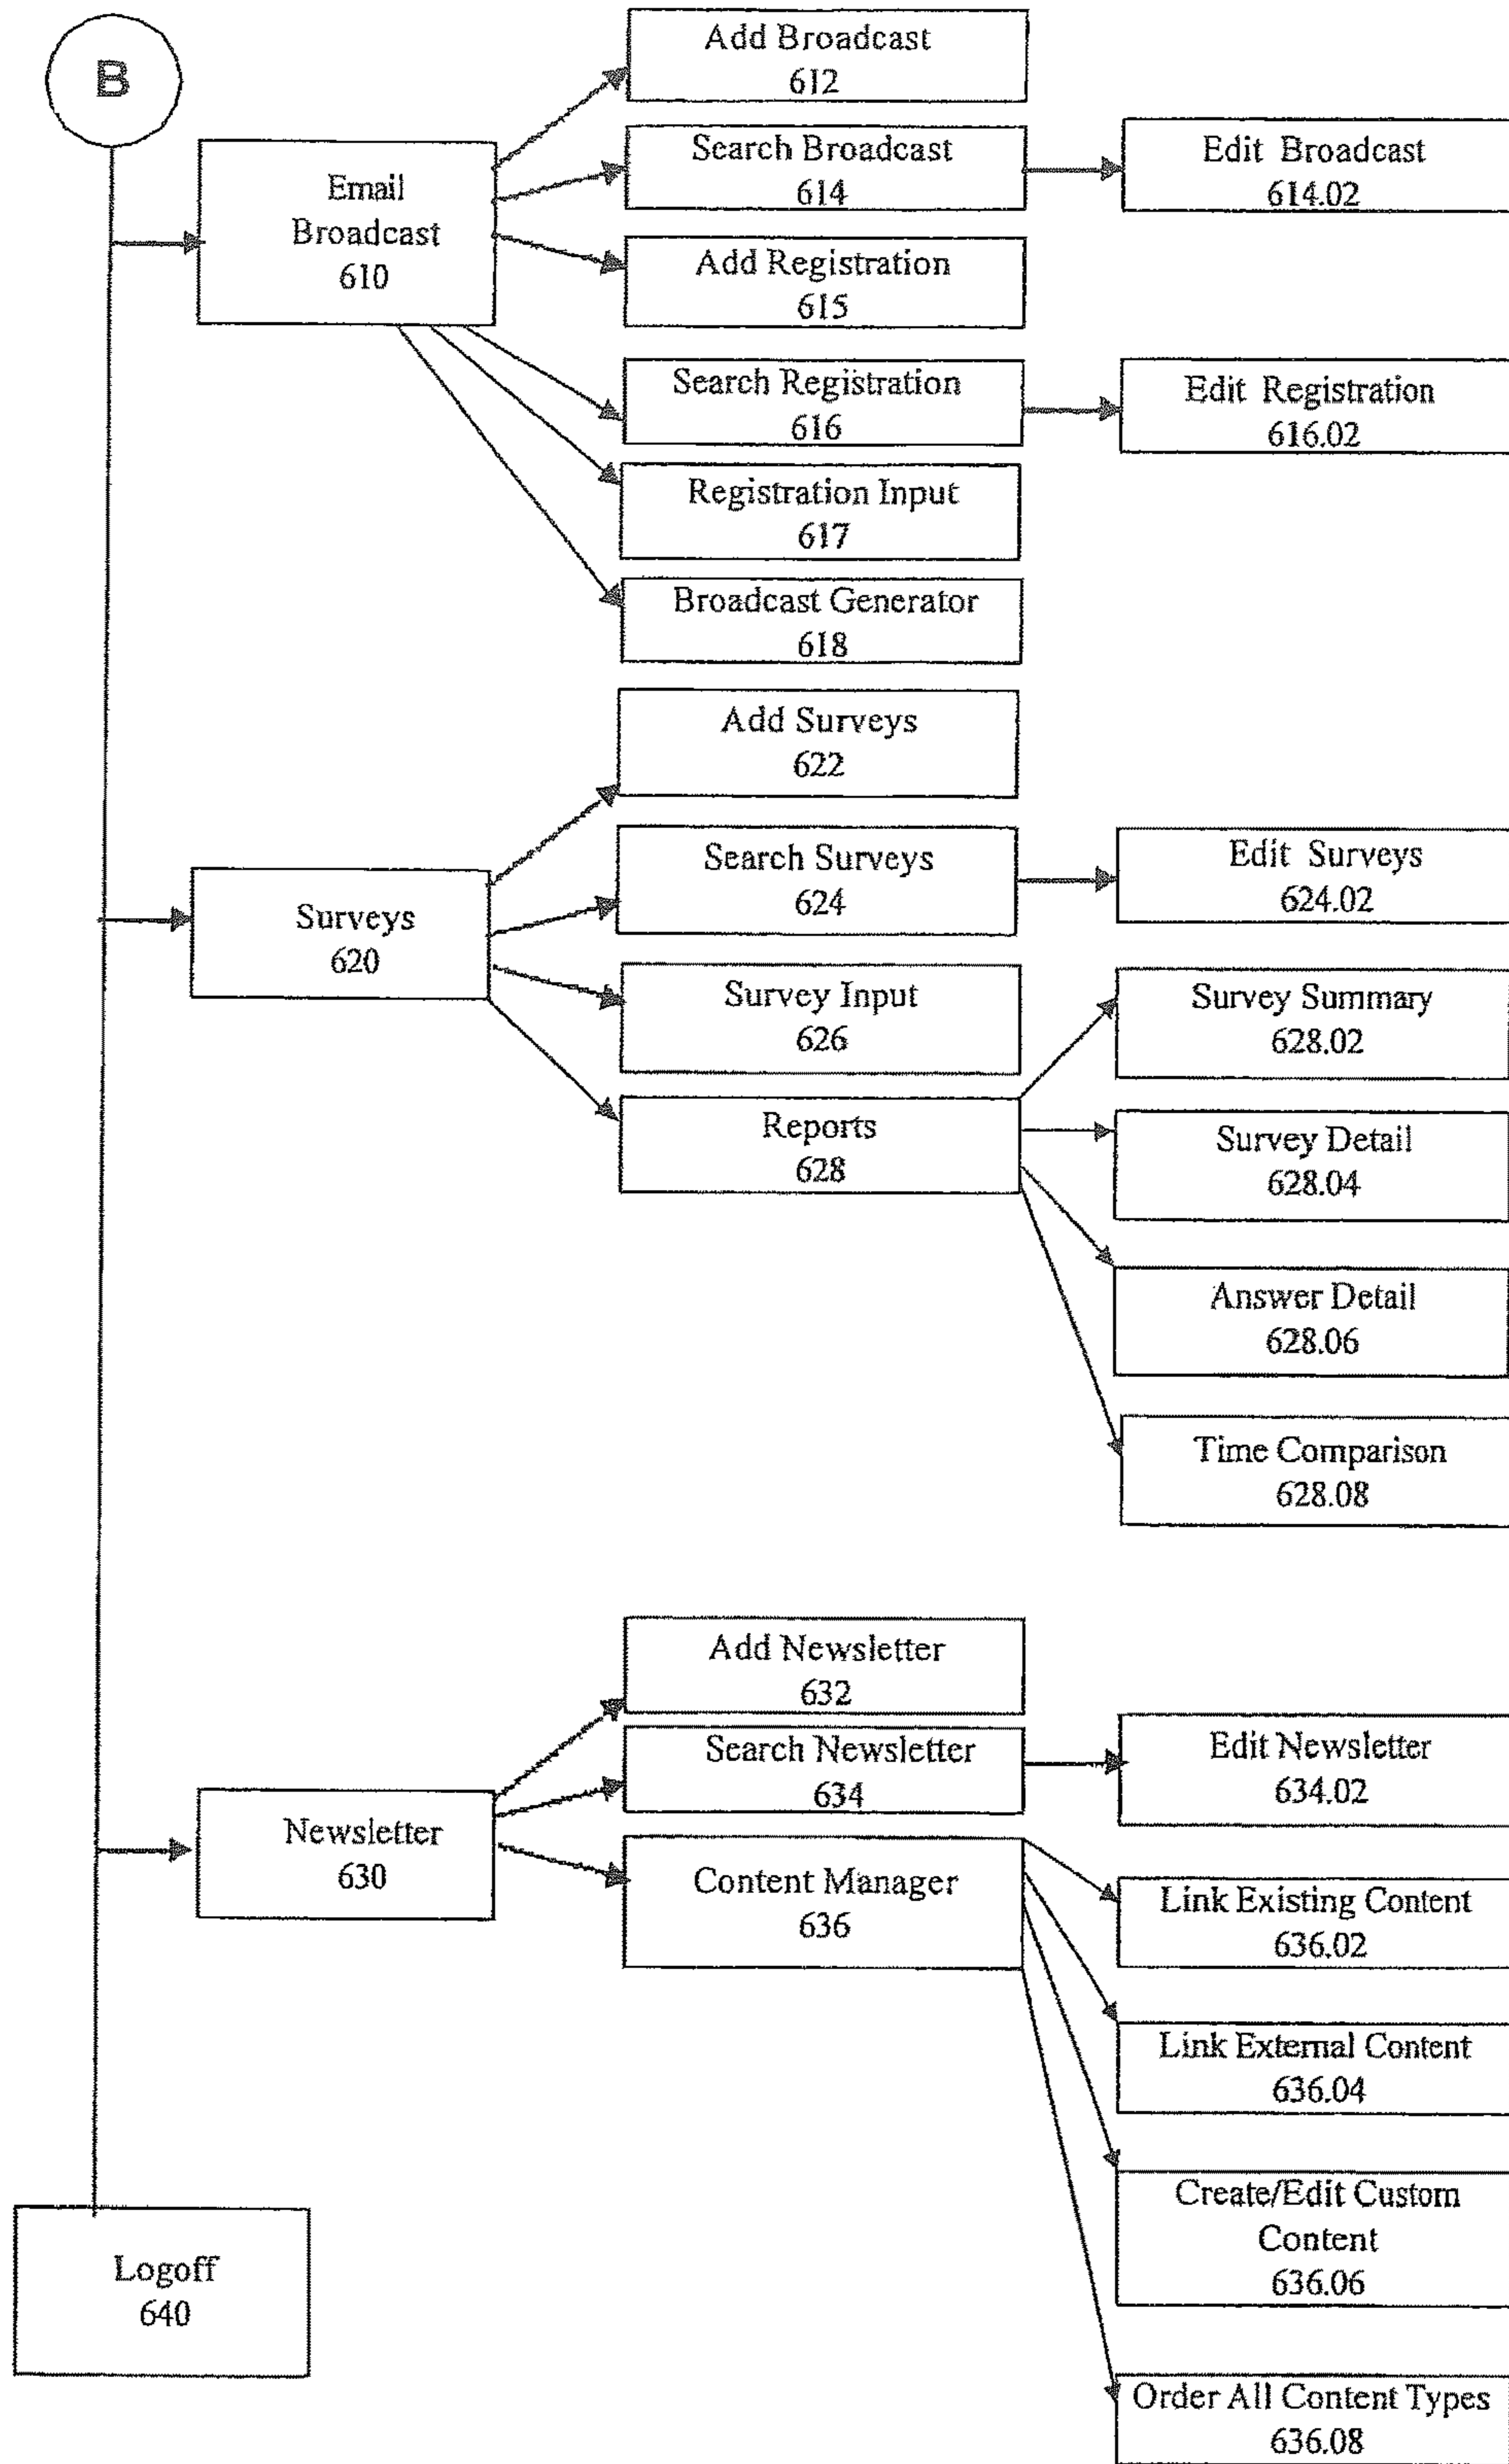 B
Email
Broadcast
610
Add Broadcast
612
Search Broadcast
614
Edit Broadcast
614.02
Add Registration
615
Search Registration
616
Edit Registration
616.02
Registration Input
617
Broadcast Generator
618
Surveys
620
Add Surveys
622
Search Surveys
624
Edit Surveys
624.02
Survey Input
626
Reports
628
Survey Summary
628.02
Survey Detail
628.04
Answer Detail
628.06
Time Comparison
628.08
Newsletter
630
Add Newsletter
632
Search Newsletter
634
Edit Newsletter
634.02
Content Manager
636
Link Existing Content
636.02
Link External Content
636.04
Create/Edit Custom
Content
636.06
Order All Content Types
636.08
Logoff
640